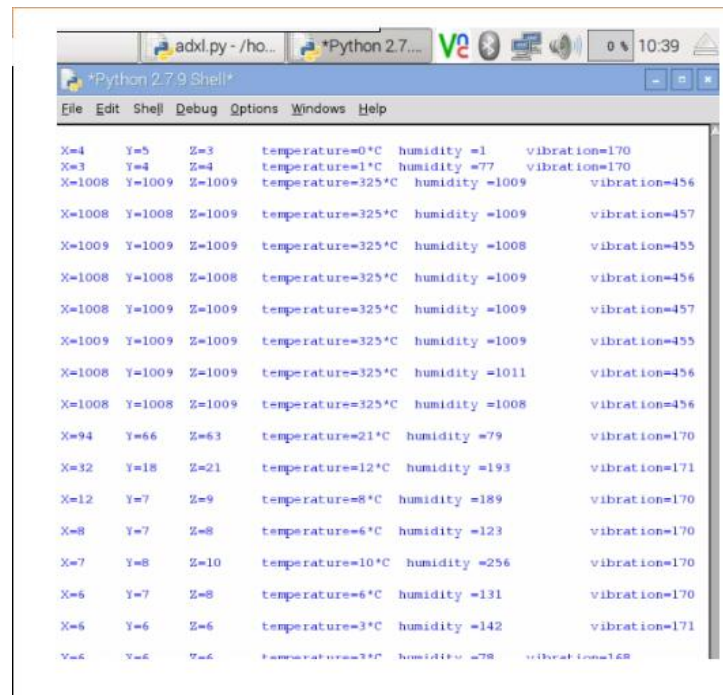 adxl.py - /ho... *Python 2.7.... 0 % 10:39
*Python 2.7.9 Shell*
File Edit Shell Debug Options Windows Help
X=4 Y=5 Z=3 temperature=0*C humidity =1 vibration=170
X=3 Y=4 Z=4 temperature=1*C humidity =77 vibration=170
X=1008 Y=1009 Z=1009 temperature=325*C humidity =1009 vibration=456
X=1008 Y=1008 Z=1009 temperature=325*C humidity =1009 vibration=457
X=1009 Y=1009 Z=1009 temperature=325*C humidity =1008 vibration=455
X=1008 Y=1008 Z=1008 temperature=325*C humidity =1009 vibration=456
X=1008 Y=1009 Z=1009 temperature=325*C humidity =1009 vibration=457
X=1009 Y=1009 Z=1009 temperature=325*C humidity =1009 vibration=455
X=1008 Y=1009 Z=1009 temperature=325*C humidity =1011 vibration=456
X=1008 Y=1008 Z=1009 temperature=325*C humidity =1008 vibration=456
X=94 Y=66 Z=63 temperature=21*C humidity =79 vibration=170
X=32 Y=18 Z=21 temperature=12*C humidity =193 vibration=171
X=12 Y=7 Z=9 temperature=8*C humidity =189 vibration=170
X=8 Y=7 Z=8 temperature=6*C humidity =123 vibration=170
X=7 Y=8 Z=10 temperature=10*C humidity =256 vibration=170
X=6 Y=7 Z=8 temperature=6*C humidity =131 vibration=170
X=6 Y=6 Z=6 temperature=3*C humidity =142 vibration=171
X=6 Y=6 Z=6 temperature=3*C humidity =78 vibration=168